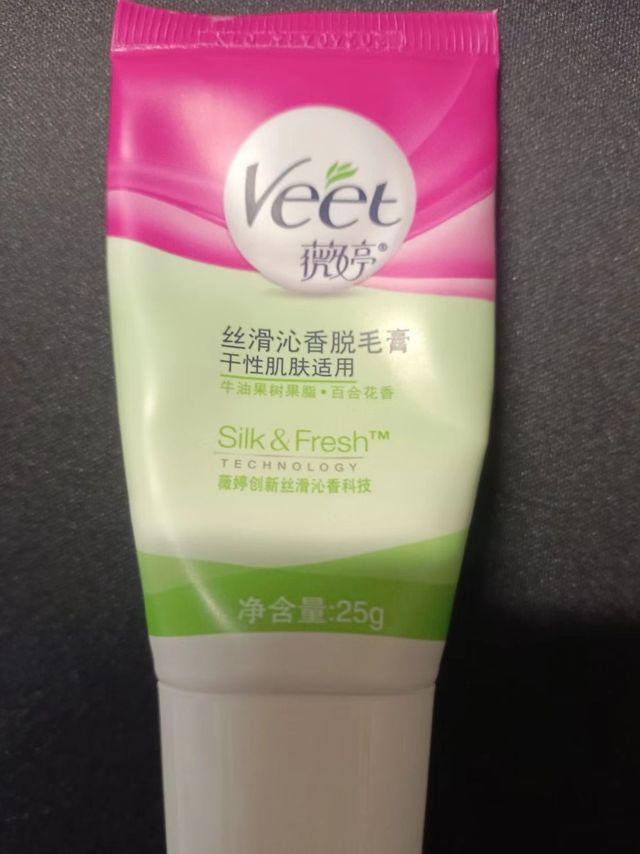 Veet
薇婷®
丝滑沁香脱毛膏
干性肌肤适用
牛油果树果脂•百合花香
Silk & Fresh™
TECHNOLOGY
薇婷创新丝滑沁香科技
净含量:25g